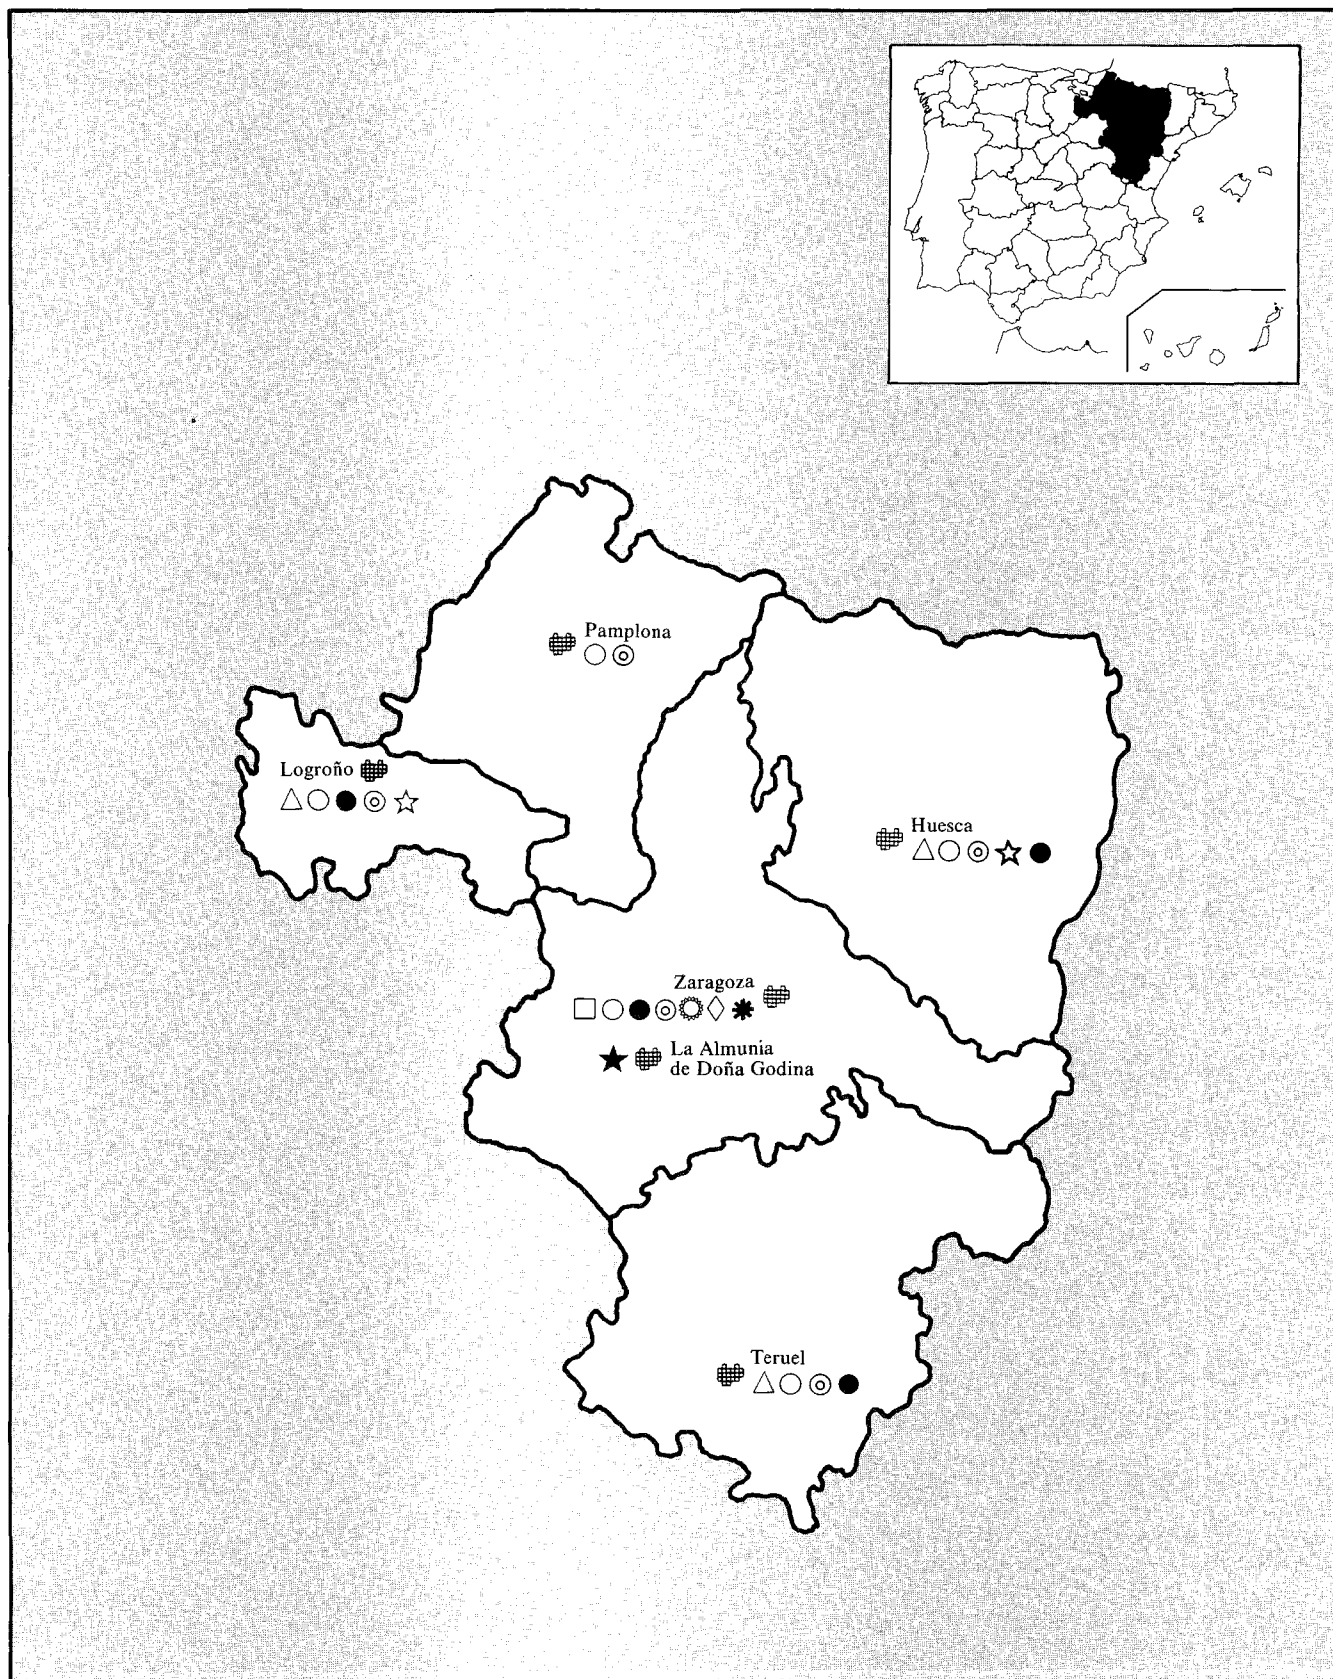 Pamplona
Logroño
Huesca
Zaragoza
La Almunia
de Doña Godina
Teruel